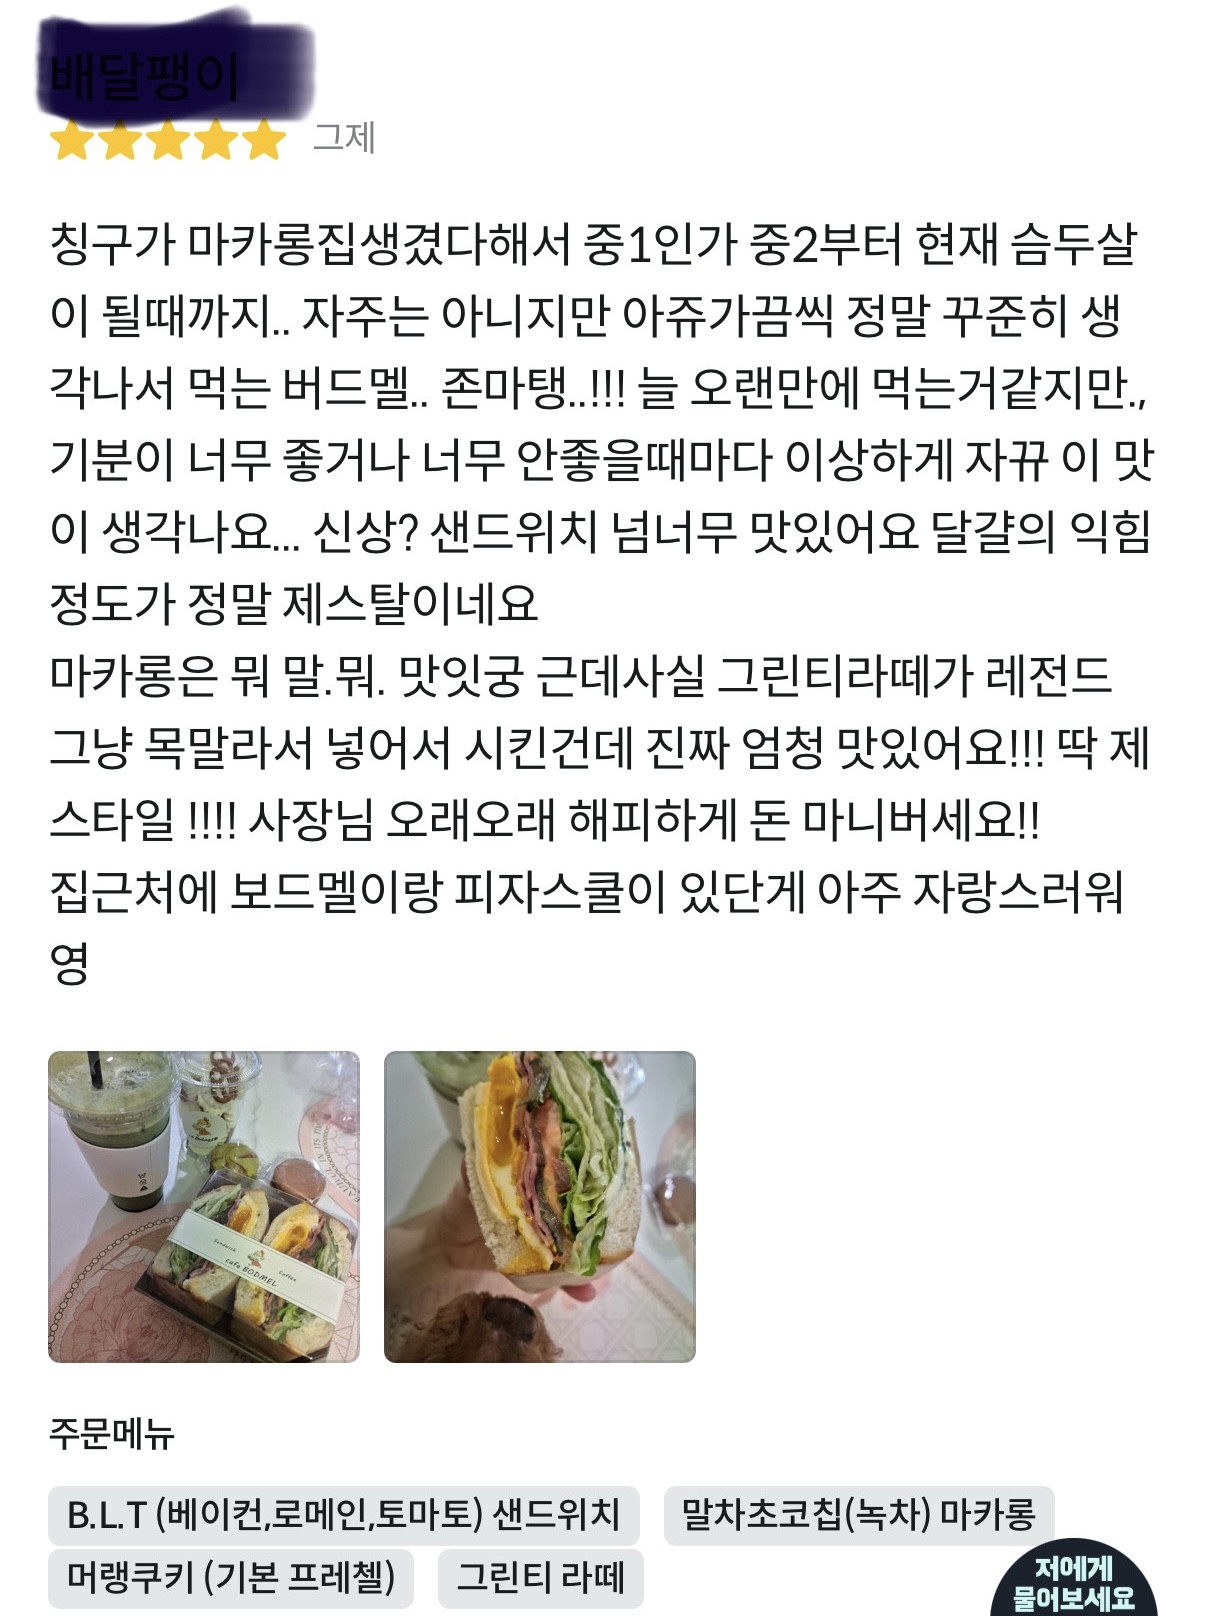 배달팽이
그제
칭구가 마카롱집생겼다해서 중1인가 중2부터 현재 슴두살
이 될때까지.. 자주는 아니지만 아쥬가끔씩 정말 꾸준히 생
각나서 먹는 버드멜.. 존마탱..!!! 늘 오랜만에 먹는거같지만.,
기분이 너무 좋거나 너무 안좋을때마다 이상하게 자뀨 이 맛
이 생각나요... 신상? 샌드위치 넘너무 맛있어요 달걀의 익힘
정도가 정말 제스탈이네요
마카롱은 뭐 말.뭐. 맛잇궁 근데사실 그린티라떼가 레전드
그냥 목말라서 넣어서 시킨건데 진짜 엄청 맛있어요!!! 딱 제
스타일 !!!! 사장님 오래오래 해피하게 돈 마니버세요!!
집근처에 보드멜이랑 피자스쿨이 있단게 아주 자랑스러워
영
Sandwich
Coffee
cafe BODMEL
주문메뉴
B.L.T (베이컨,로메인,토마토) 샌드위치
말차초코칩(녹차) 마카롱
머랭쿠키 (기본 프레첼)
그린티 라떼
저에게
물어보세요